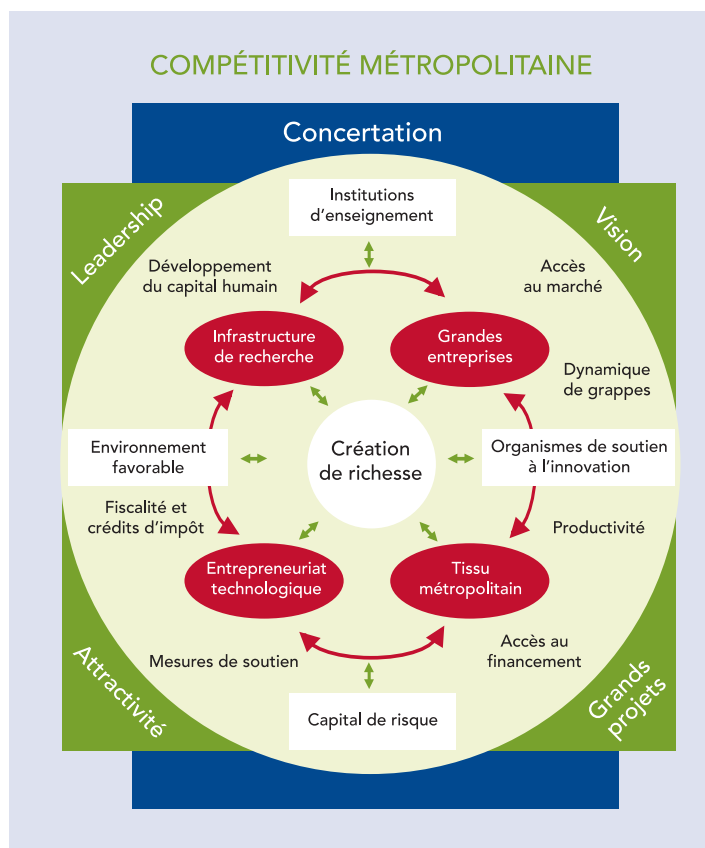 COMPÉTITIVITÉ MÉTROPOLITAINE
Concertation
Leadership
Vision
Institutions
d'enseignement
Développement
du capital humain
Accès
au marché
Infrastructure
de recherche
Grandes
entreprises
Dynamique
de grappes
Environnement
favorable
Création
de richesse
Organismes de soutien
à l'innovation
Fiscalité et
crédits d'impôt
Productivité
Entrepreneuriat
technologique
Tissu
métropolitain
Mesures de soutien
Accès au
financement
Attractivité
Capital de risque
Grands
projets